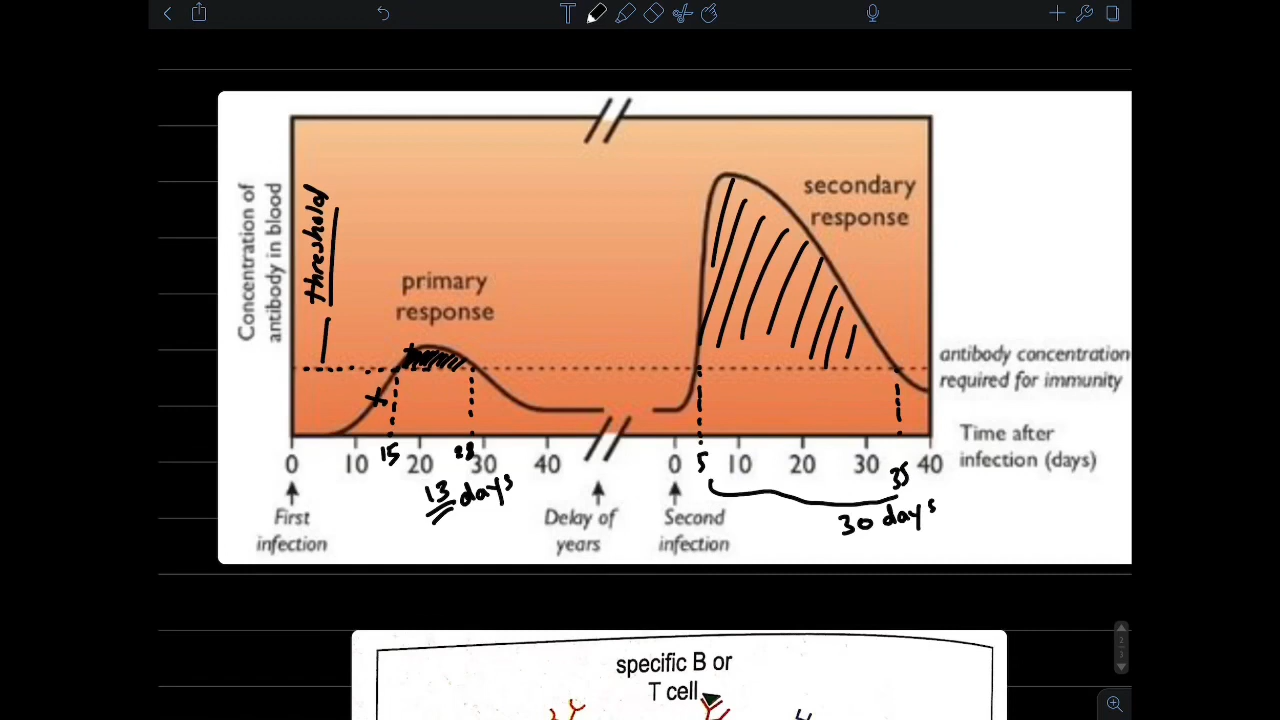 T
Concentration of
antibody in blood
threshold
primary
response
secondary
response
antibody concentration
required for immunity
Time after
infection (days)
15
28
5
35
0 10 20 30 40 0 10 20 30 40
13 days
30 days
First
infection
Delay of
years
Second
infection
specific B or
T cell